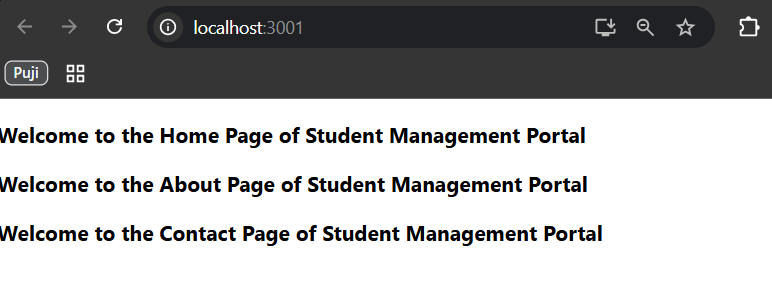 localhost:3001
Puji
Welcome to the Home Page of Student Management Portal
Welcome to the About Page of Student Management Portal
Welcome to the Contact Page of Student Management Portal